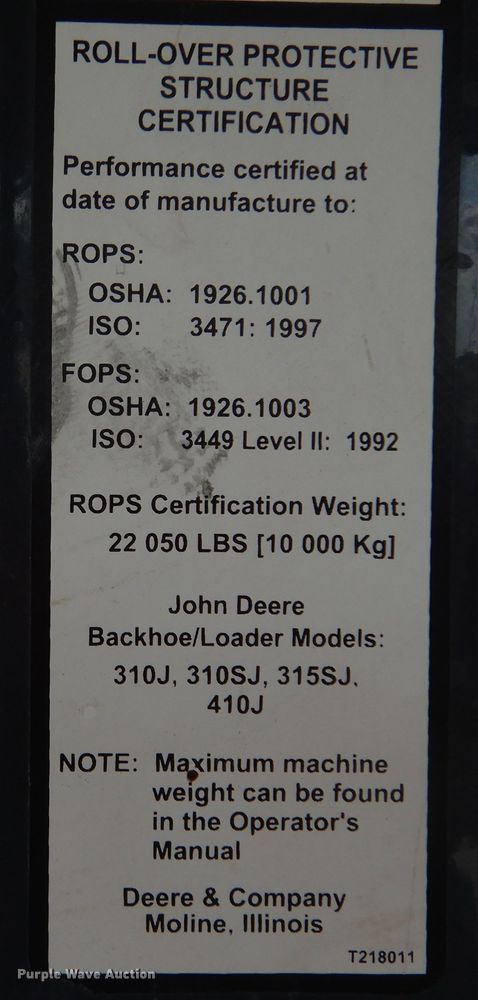 ROLL-OVER PROTECTIVE
STRUCTURE
CERTIFICATION
Performance certified at
date of manufacture to:
ROPS:
OSHA: 1926.1001
ISO: 3471: 1997
FOPS:
OSHA: 1926.1003
ISO: 3449 Level II: 1992
ROPS Certification Weight:
22 050 LBS [10 000 Kg]
John Deere
Backhoe/Loader Models:
310J, 310SJ, 315SJ,
410J
NOTE: Maximum machine
weight can be found
in the Operator's
Manual
Deere & Company
Moline, Illinois
T218011
Purple Wave Auction